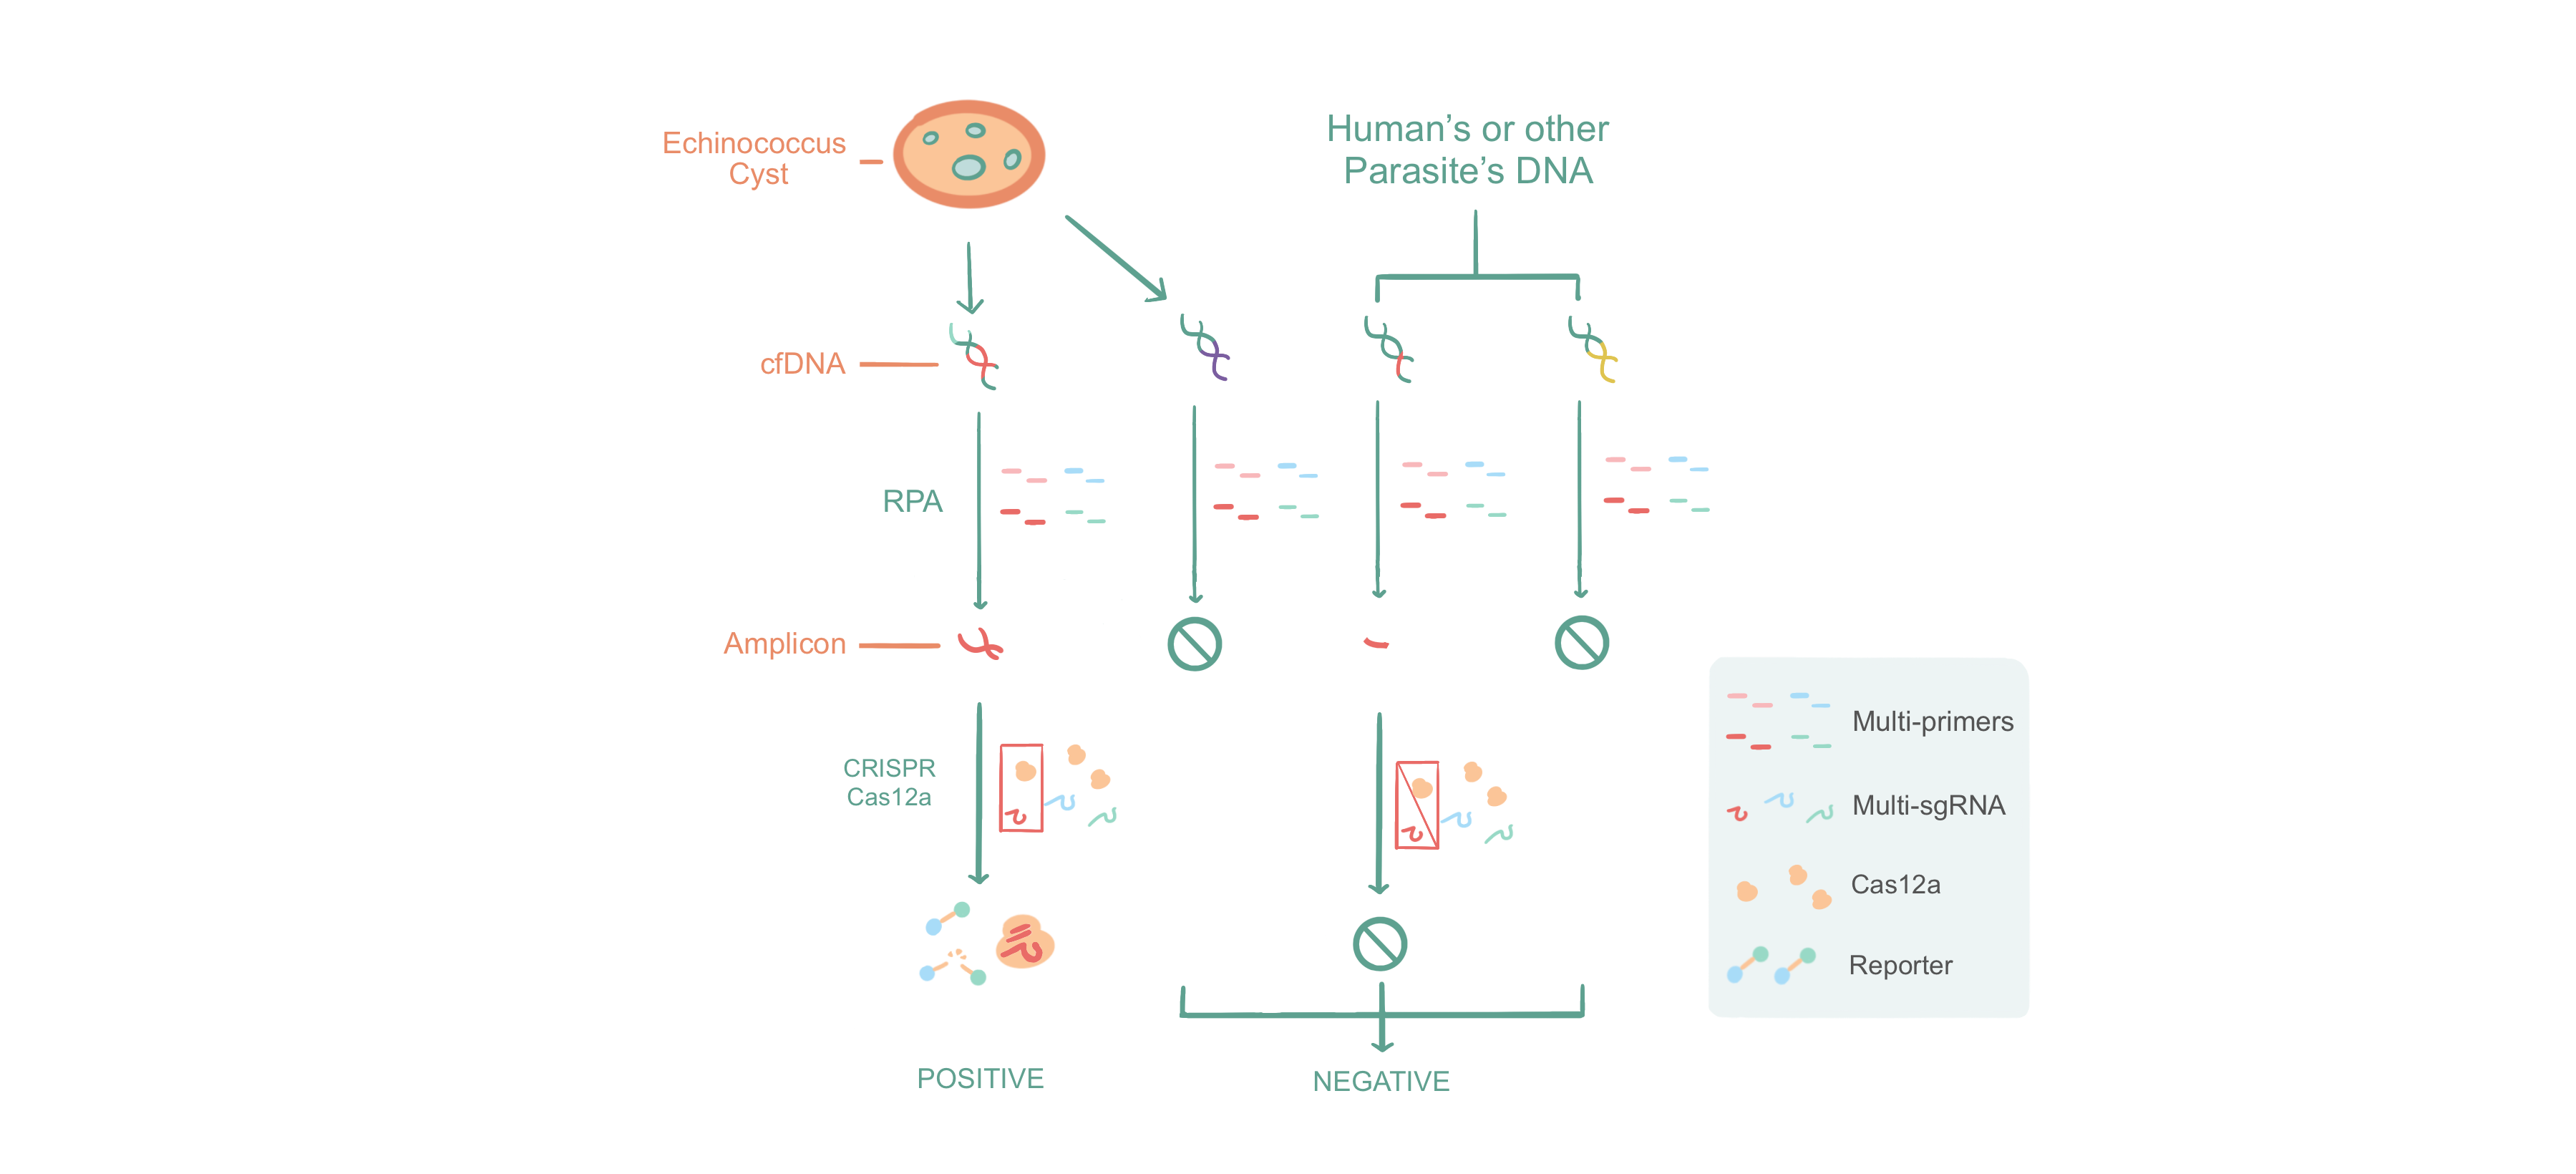 Echinococcus
Cyst
Human’s or other
Parasite’s DNA
cfDNA
RPA
Amplicon
CRISPR
Cas12a
POSITIVE
NEGATIVE
Multi-primers
Multi-sgRNA
Cas12a
Reporter